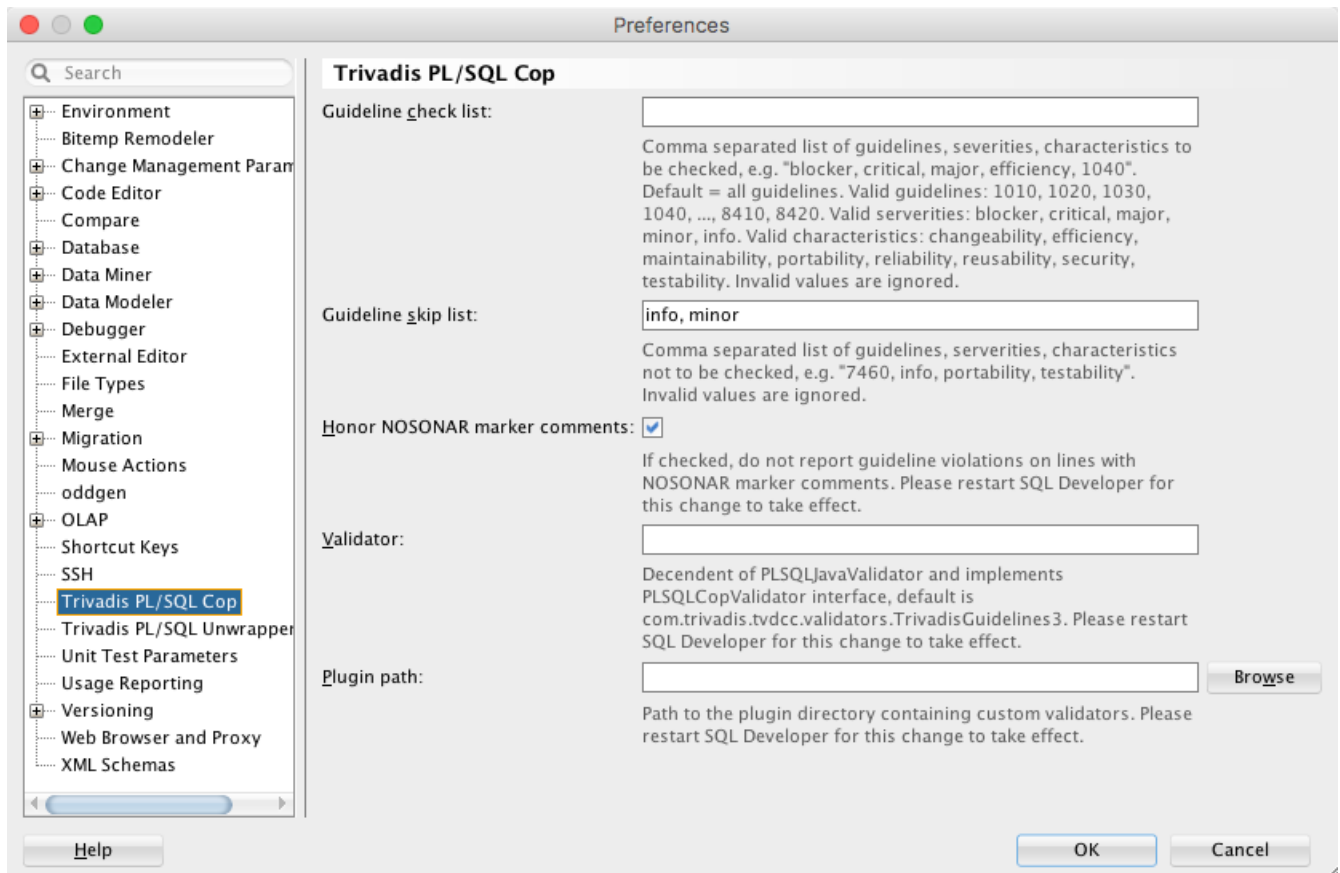 Preferences
Search
Environment
Bitemp Remodeler
Change Management Param
Code Editor
Compare
Database
Data Miner
Data Modeler
Debugger
External Editor
File Types
Merge
Migration
Mouse Actions
oddgen
OLAP
Shortcut Keys
SSH
Trivadis PL/SQL Cop
Trivadis PL/SQL Unwrapper
Unit Test Parameters
Usage Reporting
Versioning
Web Browser and Proxy
XML Schemas
Trivadis PL/SQL Cop
Guideline check list:
Comma separated list of guidelines, severities, characteristics to
be checked, e.g. "blocker, critical, major, efficiency, 1040".
Default = all guidelines. Valid guidelines: 1010, 1020, 1030,
1040, ..., 8410, 8420. Valid serverities: blocker, critical, major,
minor, info. Valid characteristics: changeability, efficiency,
maintainability, portability, reliability, reusability, security,
testability. Invalid values are ignored.
Guideline skip list:
info, minor
Comma separated list of guidelines, serverities, characteristics
not to be checked, e.g. "7460, info, portability, testability".
Invalid values are ignored.
Honor NOSONAR marker comments:
If checked, do not report guideline violations on lines with
NOSONAR marker comments. Please restart SQL Developer for
this change to take effect.
Validator:
Decendent of PLSQLJavaValidator and implements
PLSQLCopValidator interface, default is
com.trivadis.tvdcc.validators.TrivadisGuidelines3. Please restart
SQL Developer for this change to take effect.
Plugin path:
Browse
Path to the plugin directory containing custom validators. Please
restart SQL Developer for this change to take effect.
Help
OK
Cancel